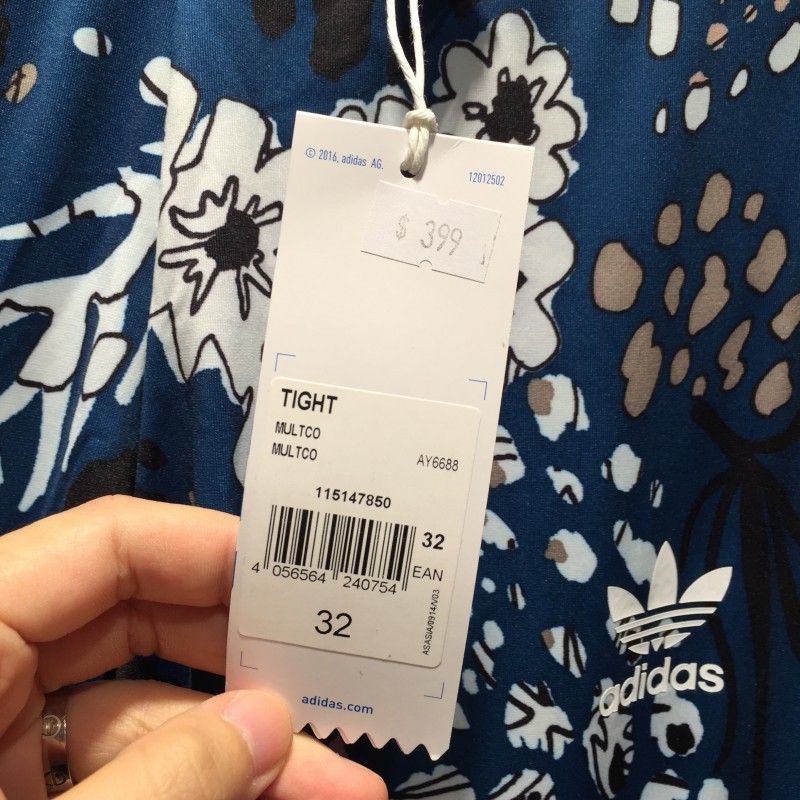 © 2016, adidas AG.
12012502
$ 399
TIGHT
MULTCO
MULTCO
AY6688
115147850
32
4 056564 240754 EAN
32
ASASIA/0914/V03
adidas.com
adidas